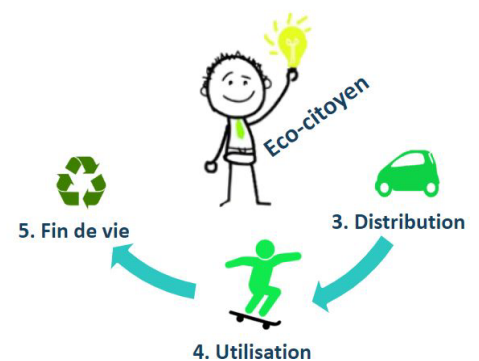 Eco-citoyen
3. Distribution
5. Fin de vie
4. Utilisation